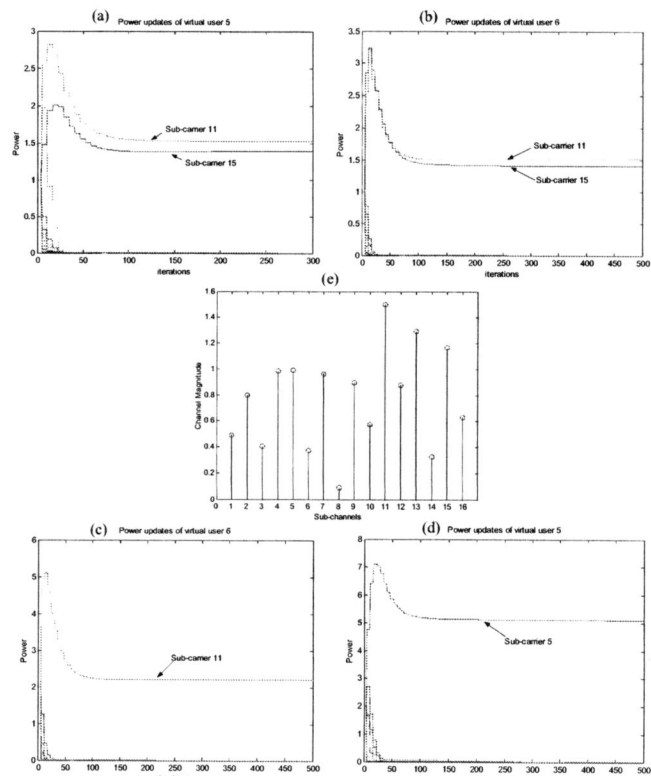 (a) Power updates of virtual user 5
3
2.5
2
1.5
1
0.5
0
Power
Sub-carrier 11
Sub-carrier 15
0 50 100 150 200 250 300
iterations
(b) Power updates of virtual user 6
3.5
3
2.5
2
1.5
1
0.5
0
Power
Sub-carrier 11
Sub-carrier 15
0 50 100 150 200 250 300 350 400 450 500
iterations
(e)
1.6
1.4
1.2
1
0.8
0.6
0.4
0.2
0
Channel Magnitude
0 1 2 3 4 5 6 7 8 9 10 11 12 13 14 15 16
Sub-channels
(c) Power updates of virtual user 6
6
5
4
3
2
1
0
Power
Sub-carrier 11
0 50 100 150 200 250 300 350 400 450 500
(d)
Power updates of virtual user 5
8
7
6
5
4
3
2
1
0
Power
Sub-carrier 5
0 50 100 150 200 250 300 350 400 450 500